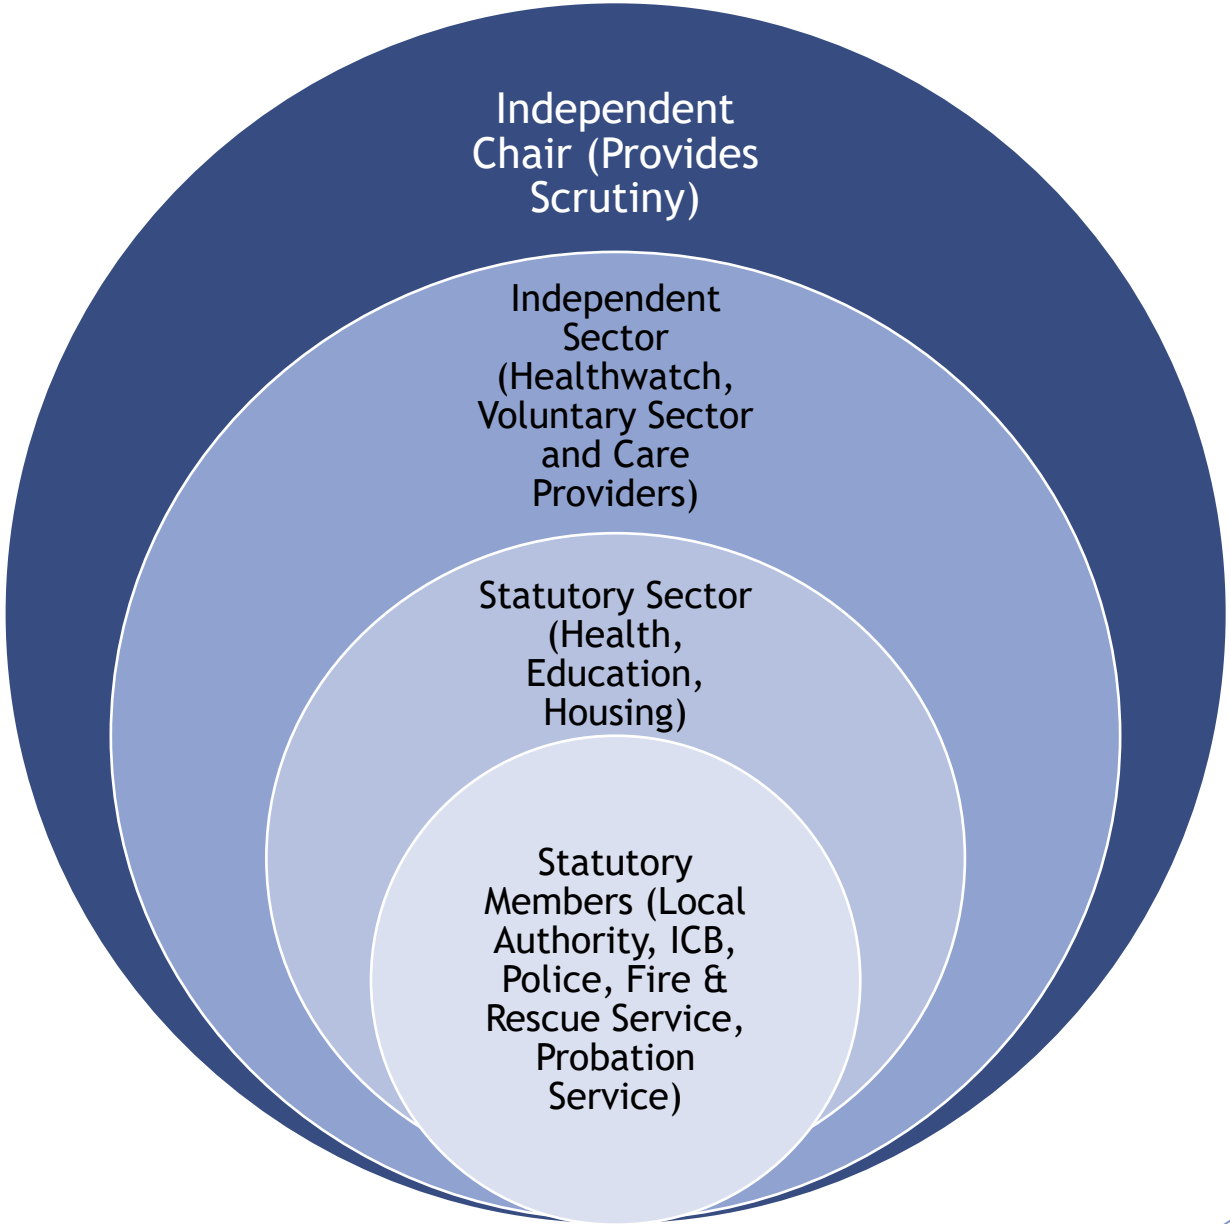 Independent
Chair (Provides
Scrutiny)
Independent
Sector
(Healthwatch,
Voluntary Sector
and Care
Providers)
Statutory Sector
(Health,
Education,
Housing)
Statutory
Members (Local
Authority, ICB,
Police, Fire &
Rescue Service,
Probation
Service)